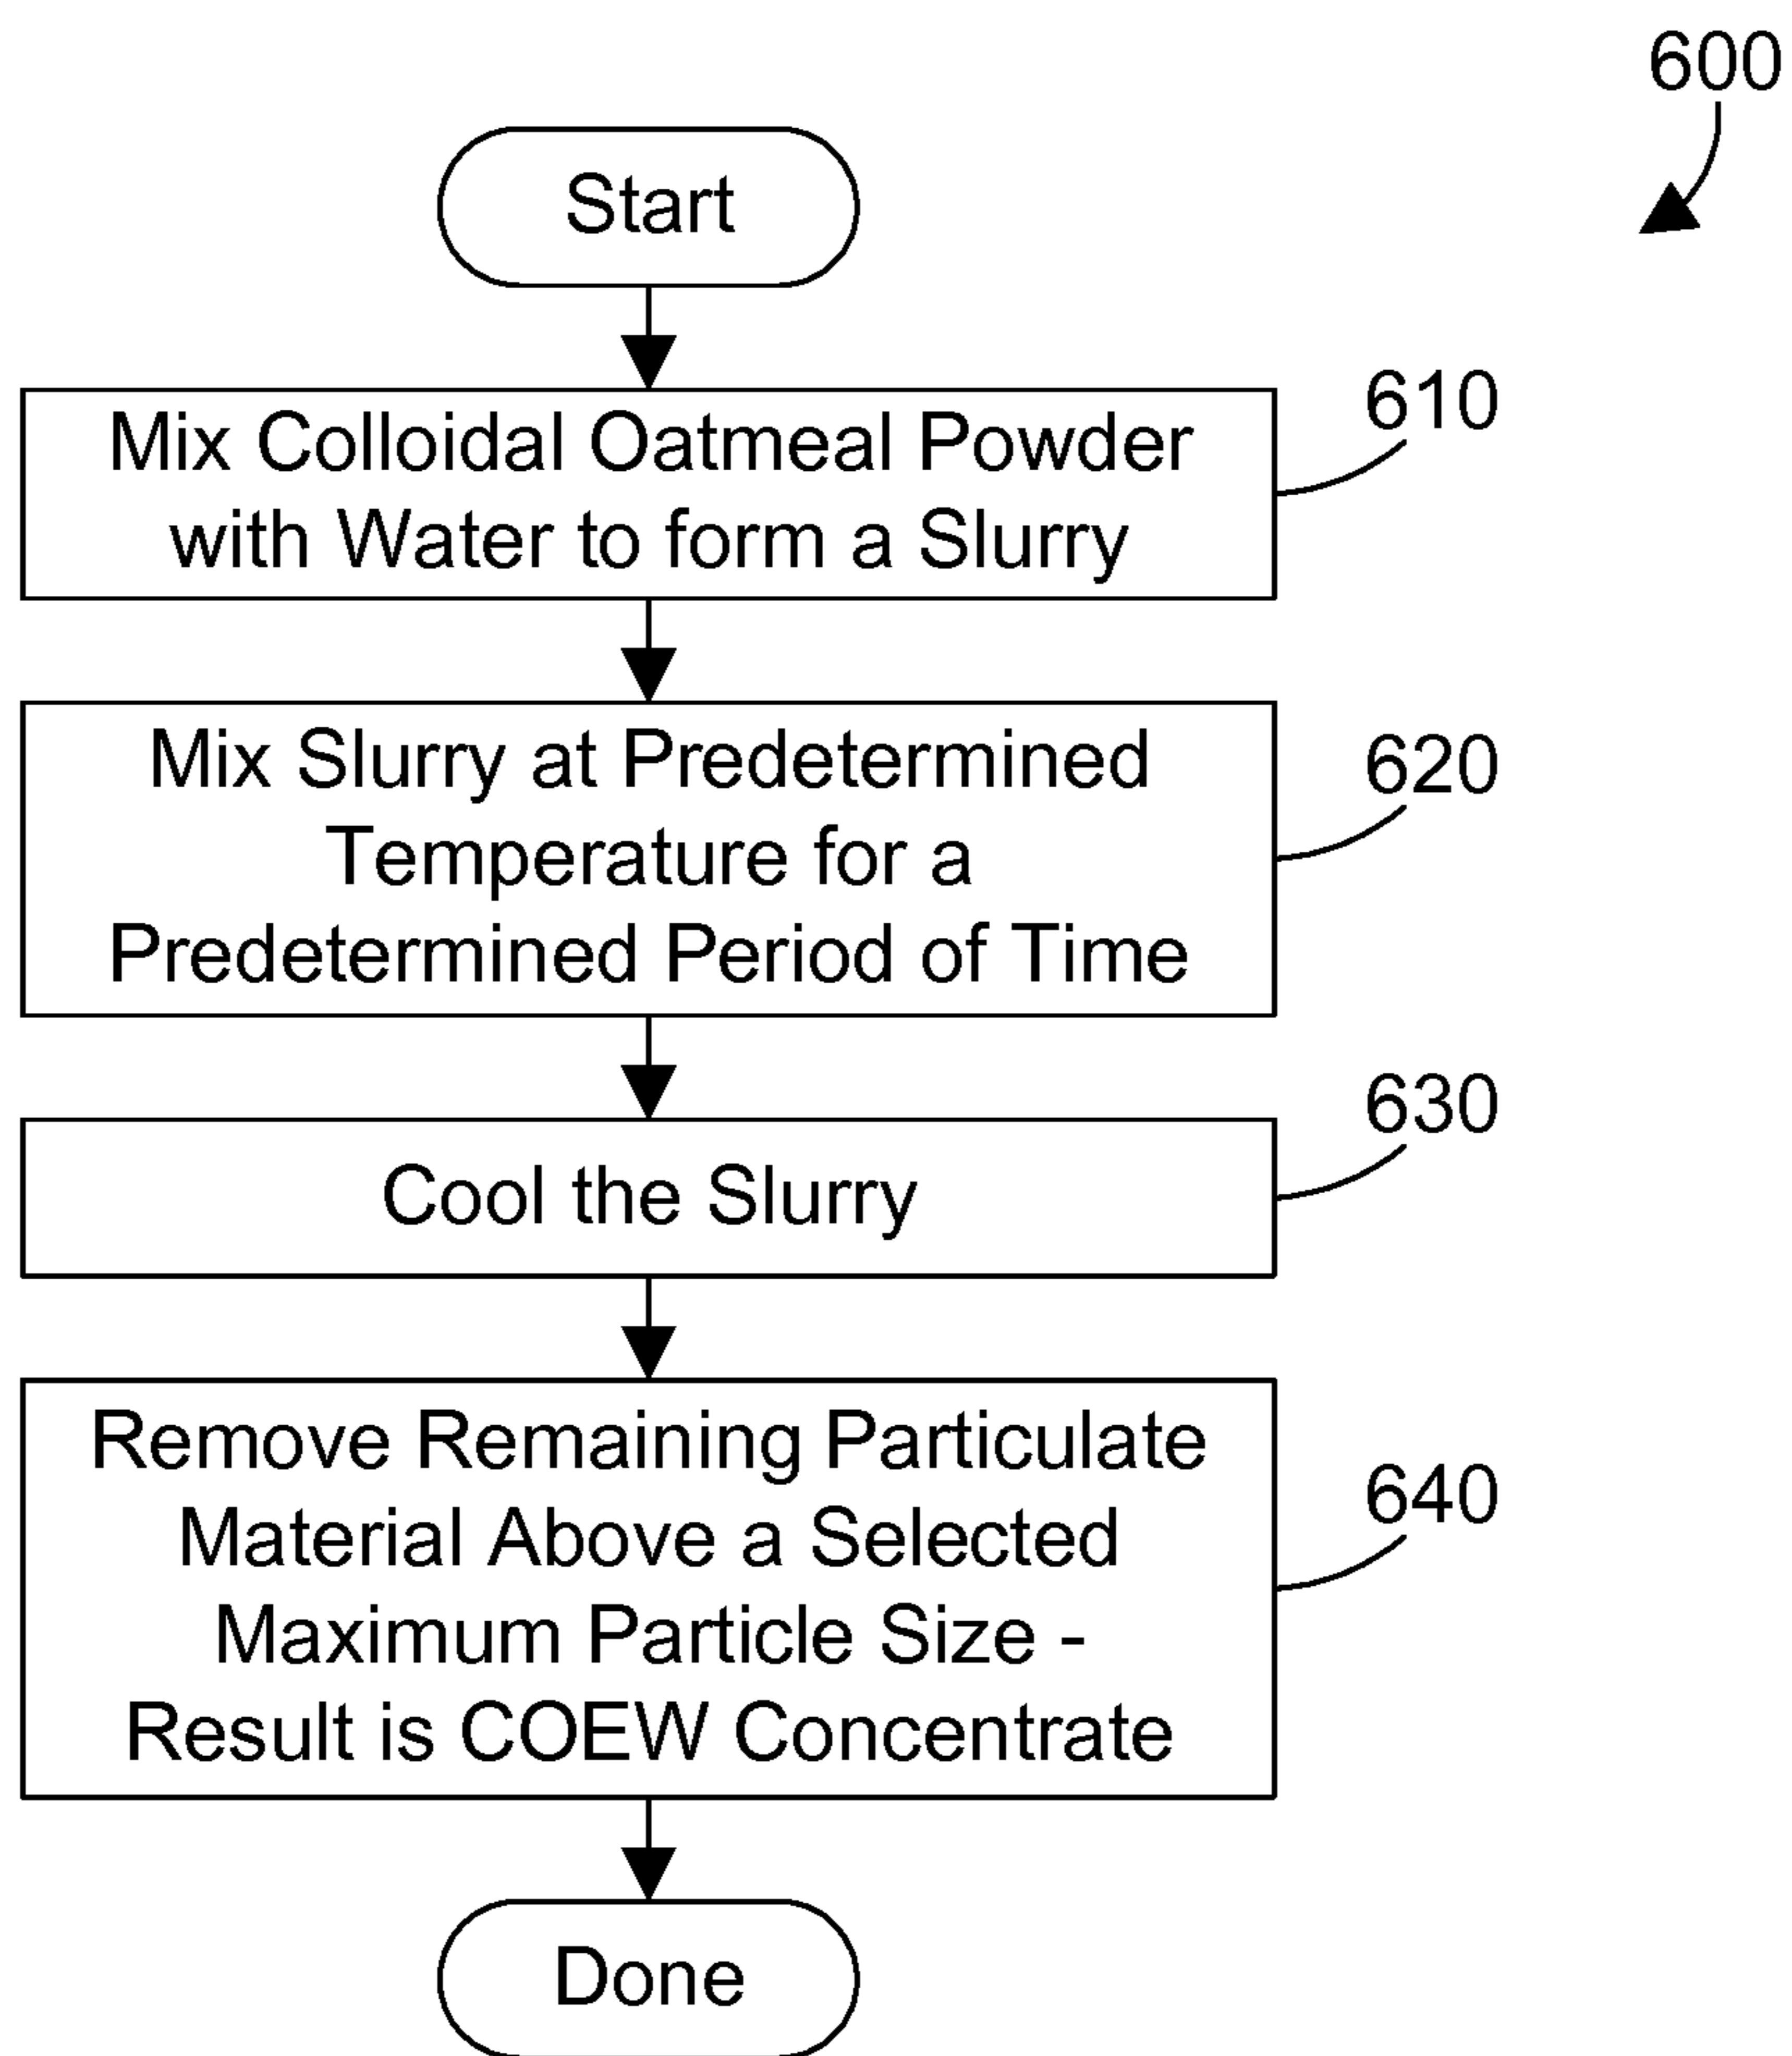 600
Start
Mix Colloidal Oatmeal Powder
with Water to form a Slurry
610
Mix Slurry at Predetermined
Temperature for a
Predetermined Period of Time
620
Cool the Slurry
630
Remove Remaining Particulate
Material Above a Selected
Maximum Particle Size -
Result is COEW Concentrate
640
Done